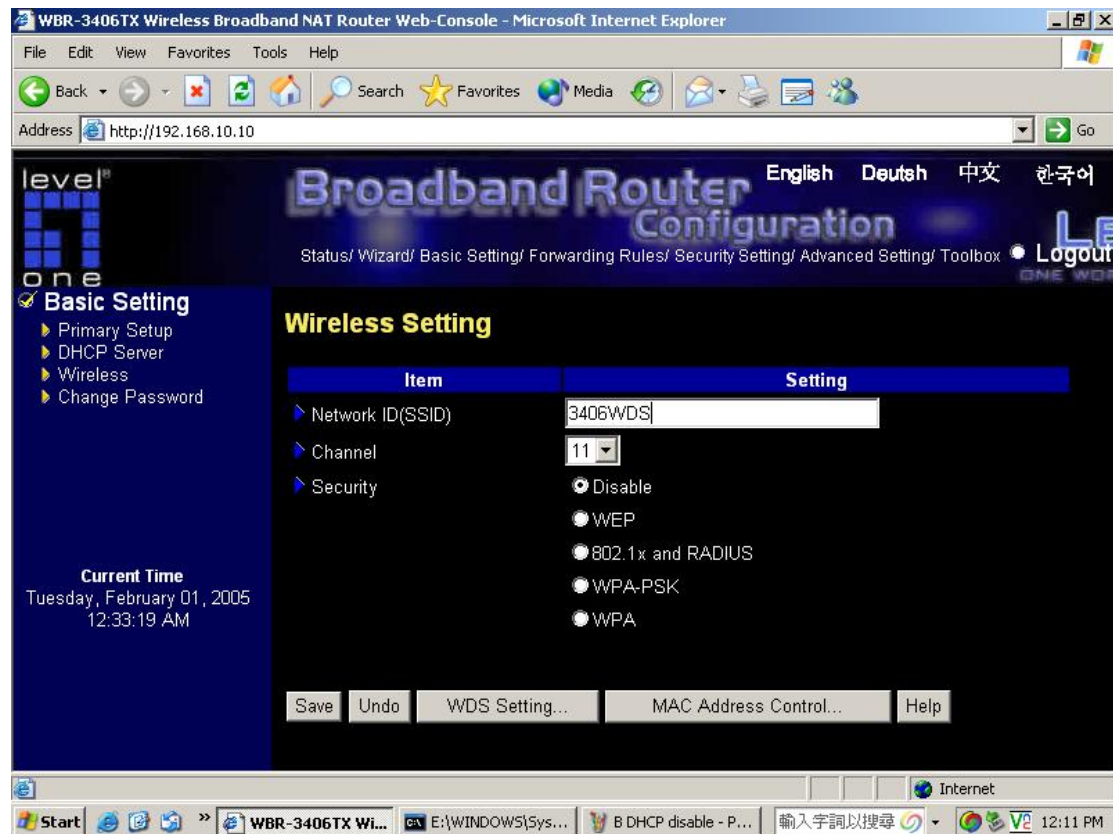 WBR-3406TX Wireless Broadband NAT Router Web-Console - Microsoft Internet Explorer
File Edit View Favorites Tools Help
Back Search Favorites Media
Address http://192.168.10.10 Go
level®
one
Broadband Router
Configuration
English Deutsh 中文 한국어
Status/ Wizard/ Basic Setting/ Forwarding Rules/ Security Setting/ Advanced Setting/ Toolbox Logout
ONE
Basic Setting
Primary Setup
DHCP Server
Wireless
Change Password
Current Time
Tuesday, February 01, 2005
12:33:19 AM
Wireless Setting
Item Setting
Network ID(SSID) 3406WDS
Channel 11
Security Disable
WEP
802.1x and RADIUS
WPA-PSK
WPA
Save Undo WDS Setting... MAC Address Control... Help
Internet
Start » WBR-3406TX Wi... E:\WINDOWS\Sys... B DHCP disable - P... 輸入字詞以搜尋 12:11 PM